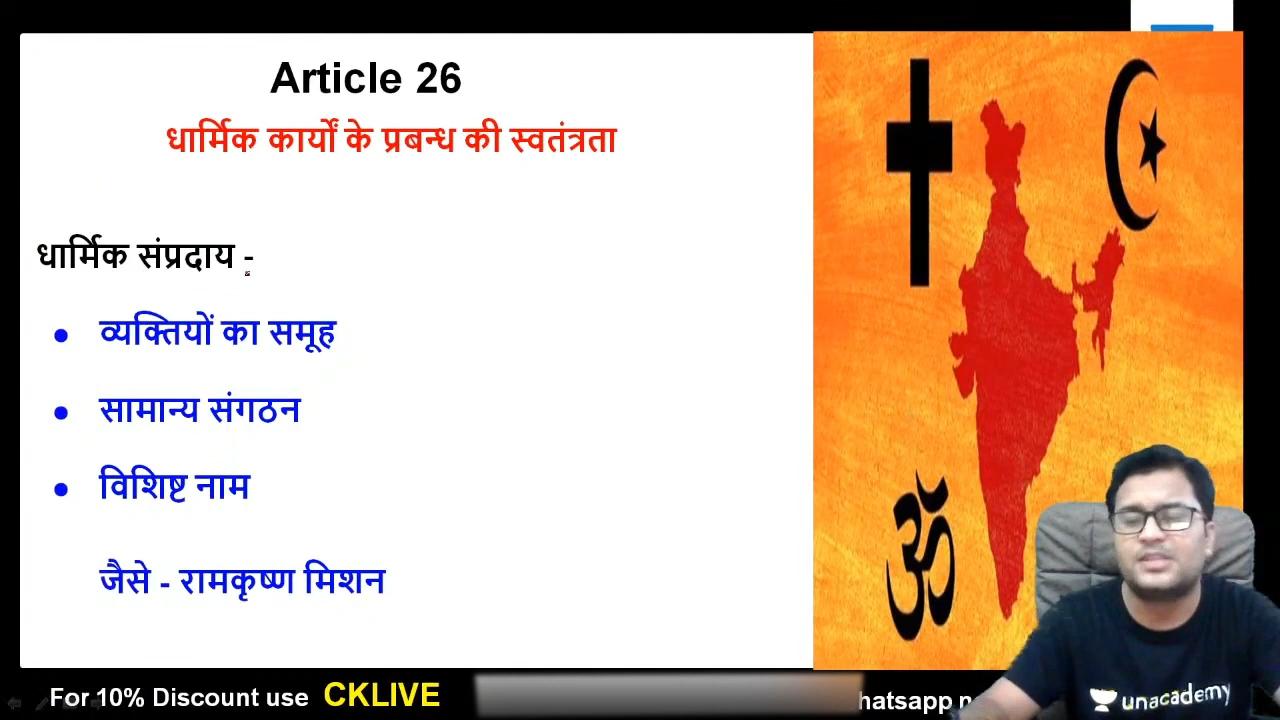 Article 26
धार्मिक कार्यों के प्रबन्ध की स्वतंत्रता
धार्मिक संप्रदाय -
• व्यक्तियों का समूह
• सामान्य संगठन
• विशिष्ट नाम
जैसे - रामकृष्ण मिशन
ॐ
unacademy
For 10% Discount use CKLIVE